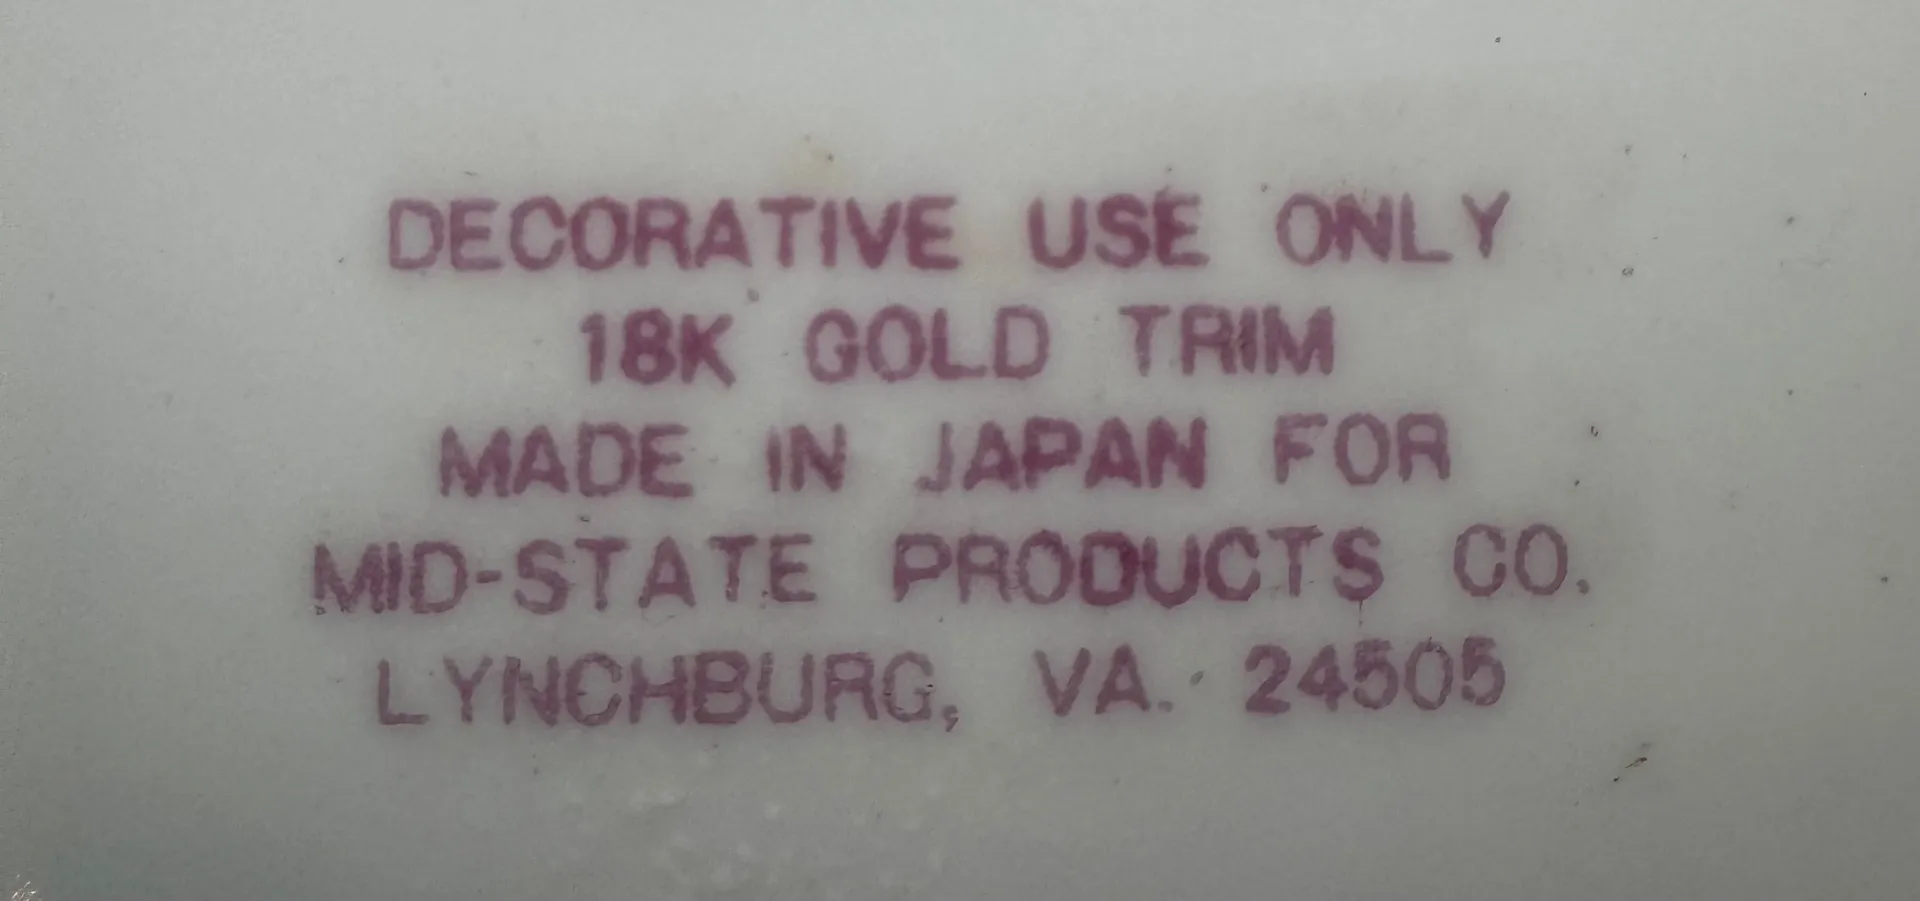 DECORATIVE USE ONLY
18K GOLD TRIM
MADE IN JAPAN FOR
MID-STATE PRODUCTS CO.
LYNCHBURG, VA. 24505